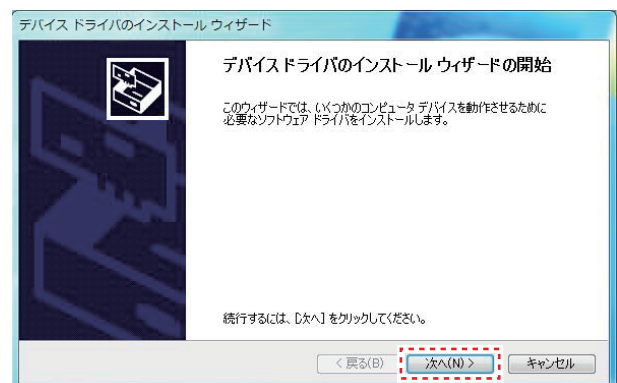 デバイス ドライバのインストール ウィザード
デバイス ドライバのインストール ウィザードの開始
このウィザードでは、いくつかのコンピュータ デバイスを動作させるために
必要なソフトウェア ドライバをインストールします。
続行するには、[次へ] をクリックしてください。
< 戻る(B)
次へ(N) >
キャンセル